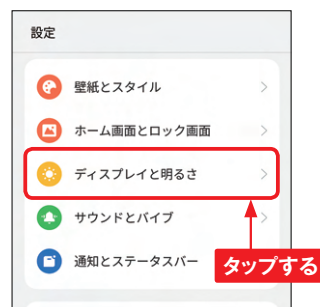 設定
壁紙とスタイル
ホーム画面とロック画面
ディスプレイと明るさ
サウンドとバイブ
通知とステータスバー
タップする